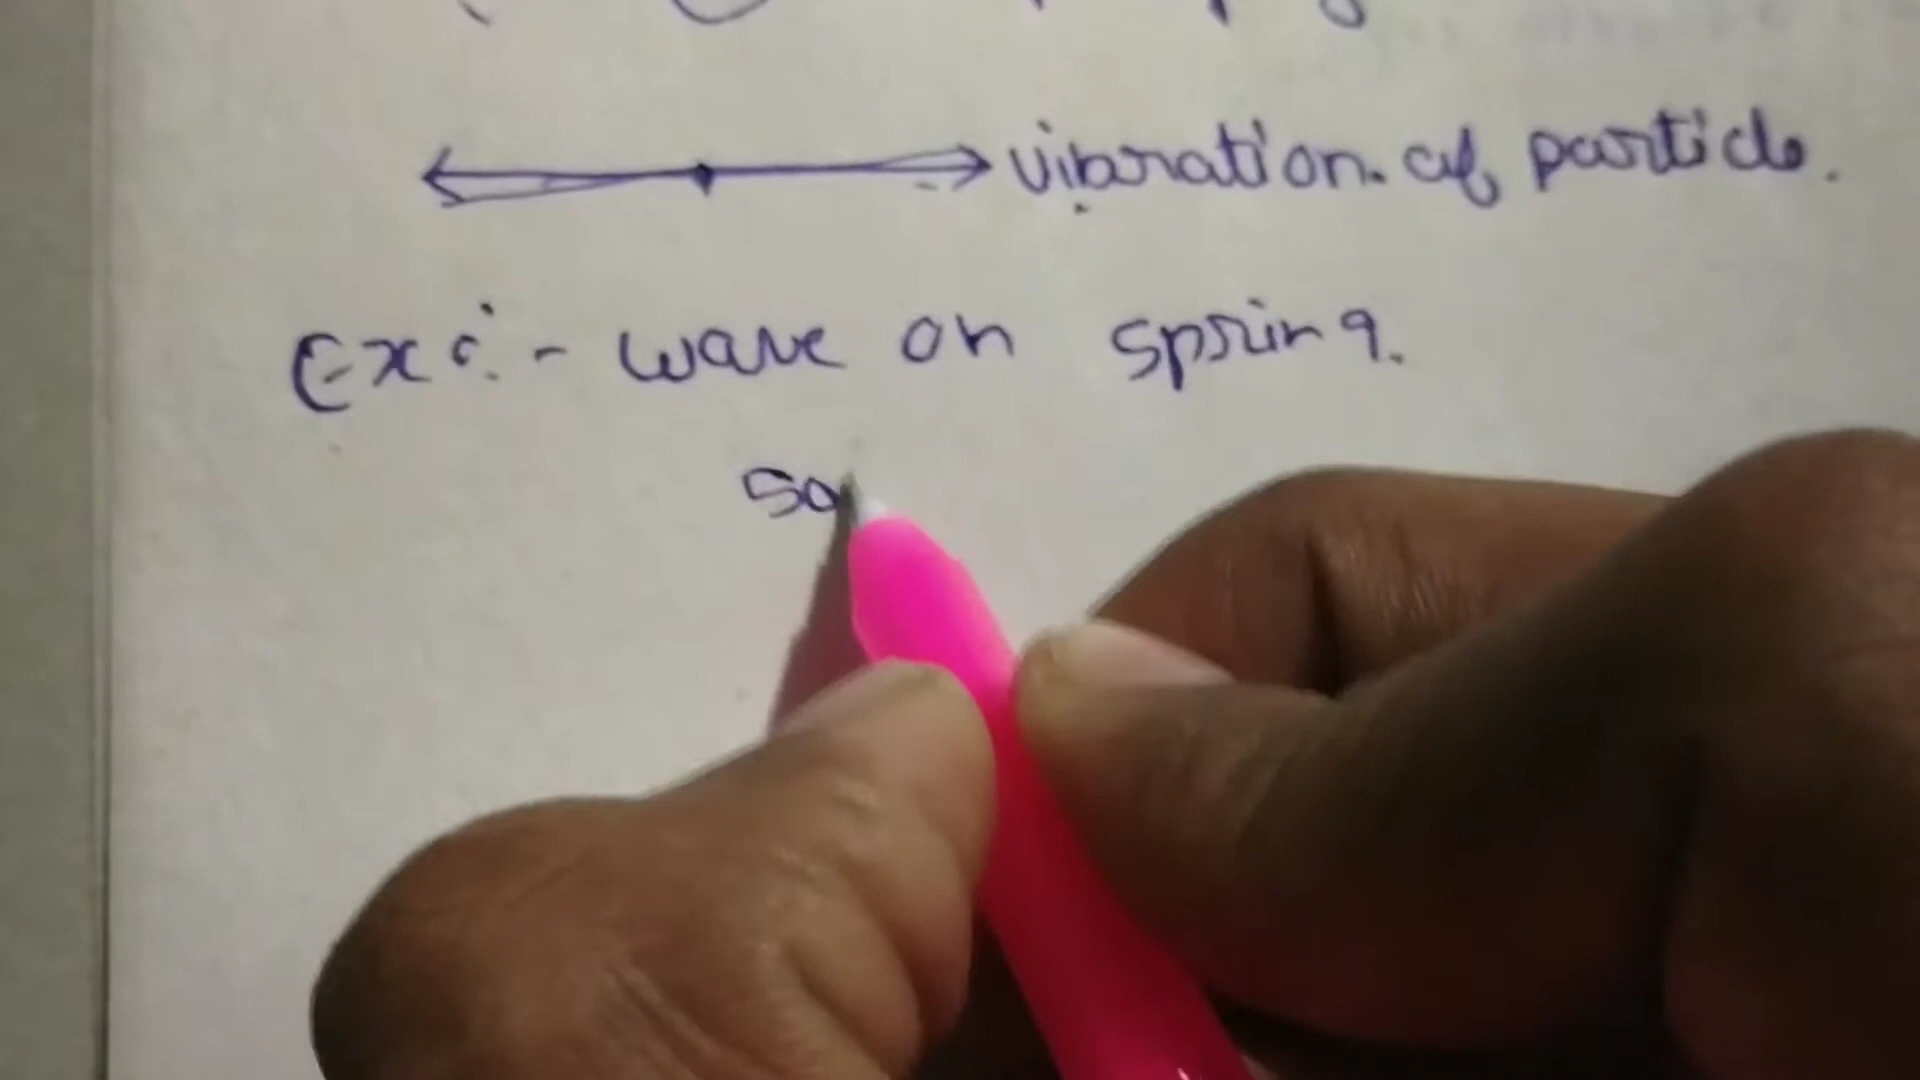 vibration. of particle.
Ex:- wave on spring.
so